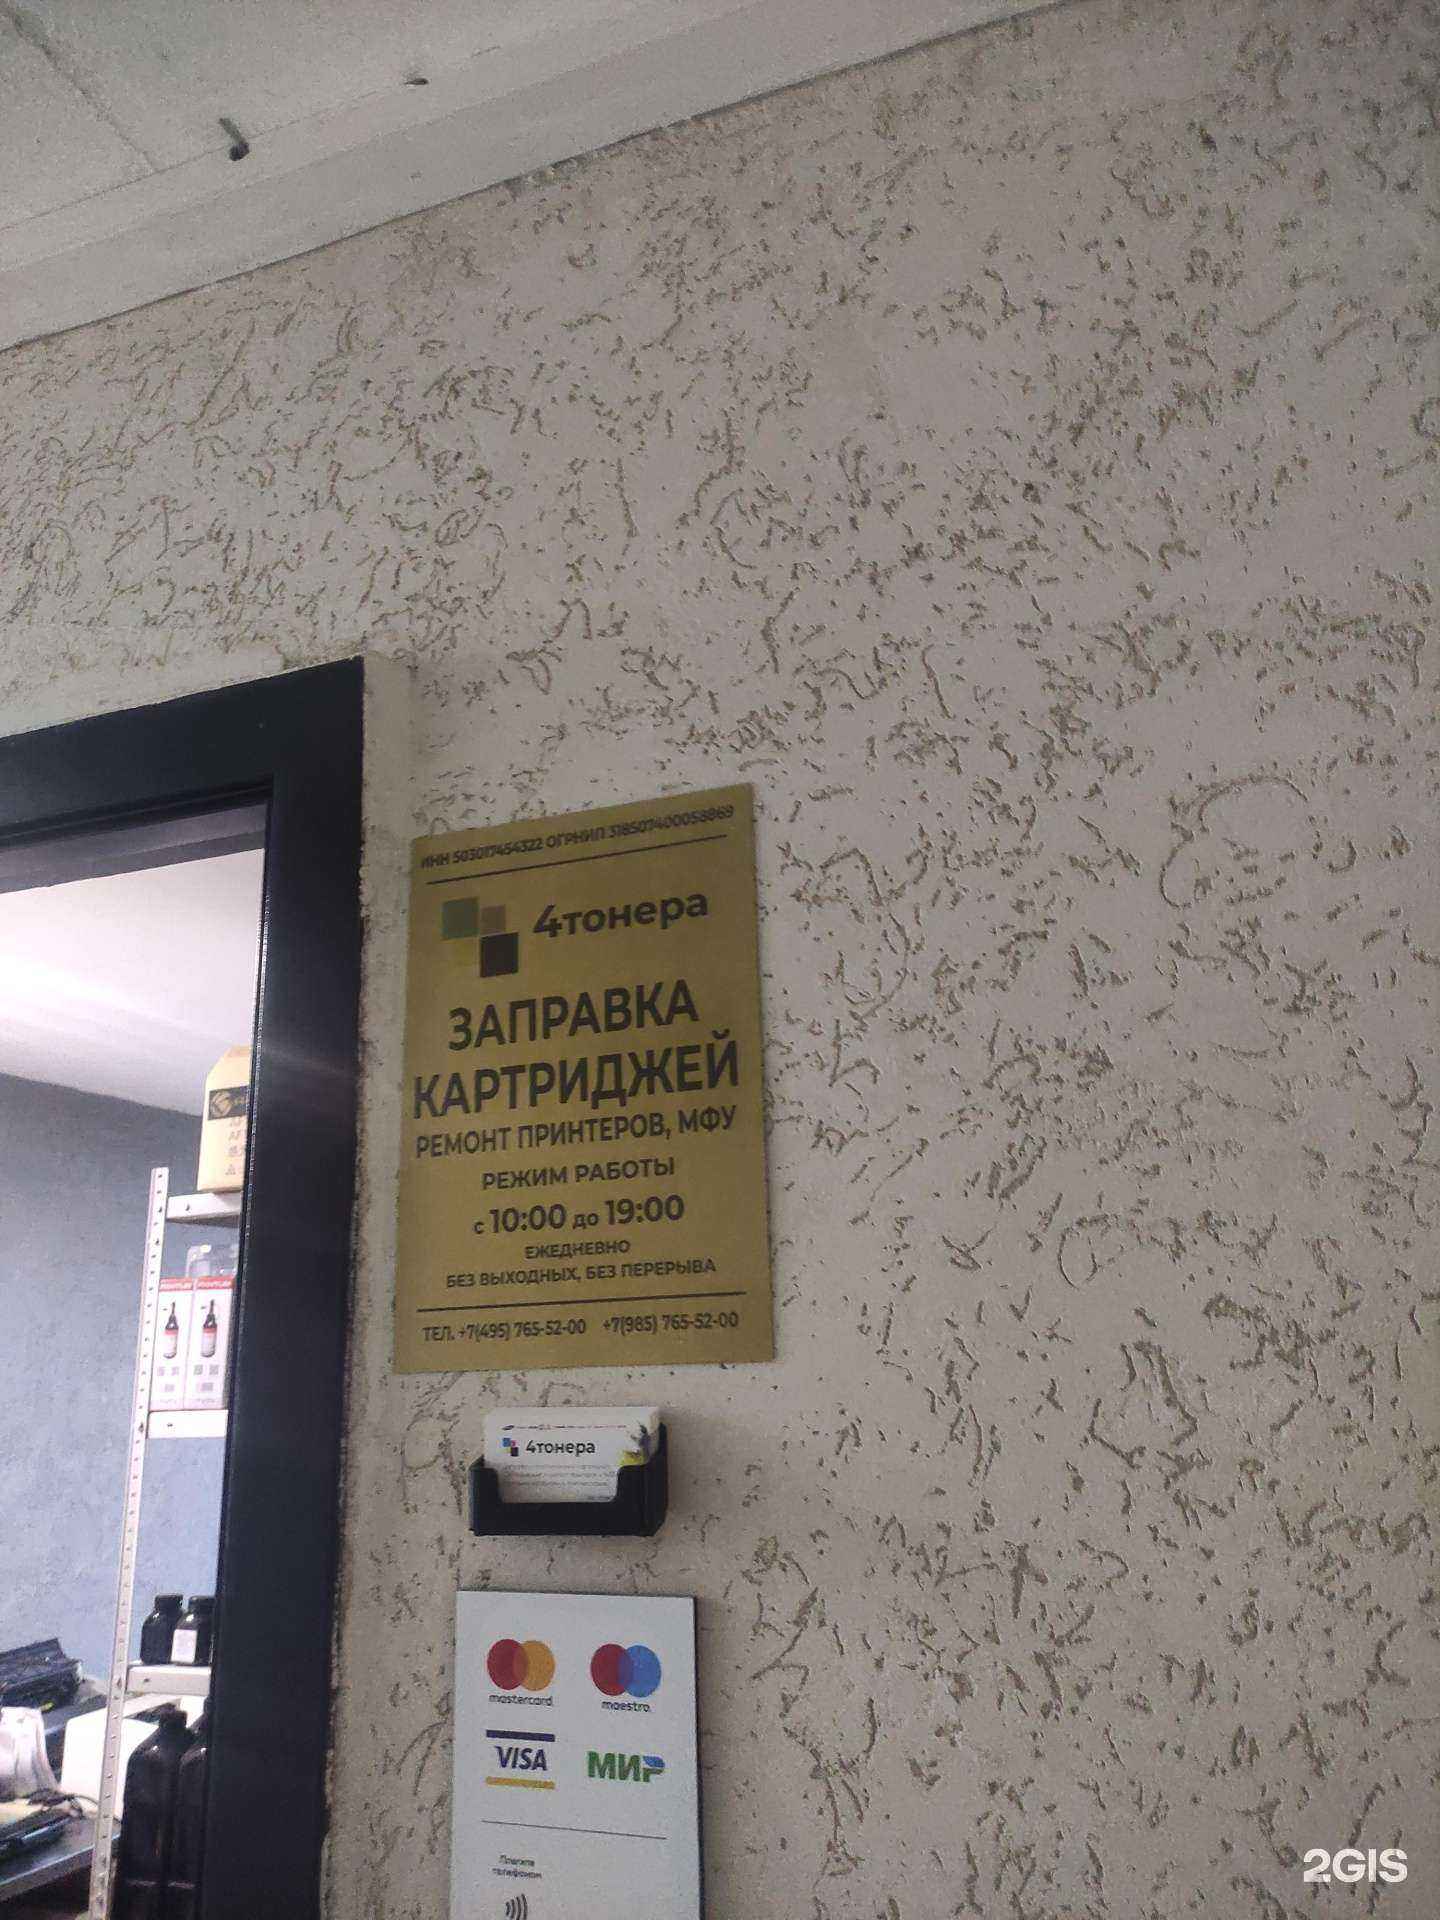 ИНН 503017454322 ОГРНИП 318507400058869
4тонера
ЗАПРАВКА
КАРТРИДЖЕЙ
РЕМОНТ ПРИНТЕРОВ, МФУ
РЕЖИМ РАБОТЫ
с 10:00 до 19:00
ЕЖЕДНЕВНО
БЕЗ ВЫХОДНЫХ, БЕЗ ПЕРЕРЫВА
ТЕЛ. +7(495) 765-52-00 +7(985) 765-52-00
4тонера
mastercard. maestro.
VISA МИР
Платите
телефоном
2GIS